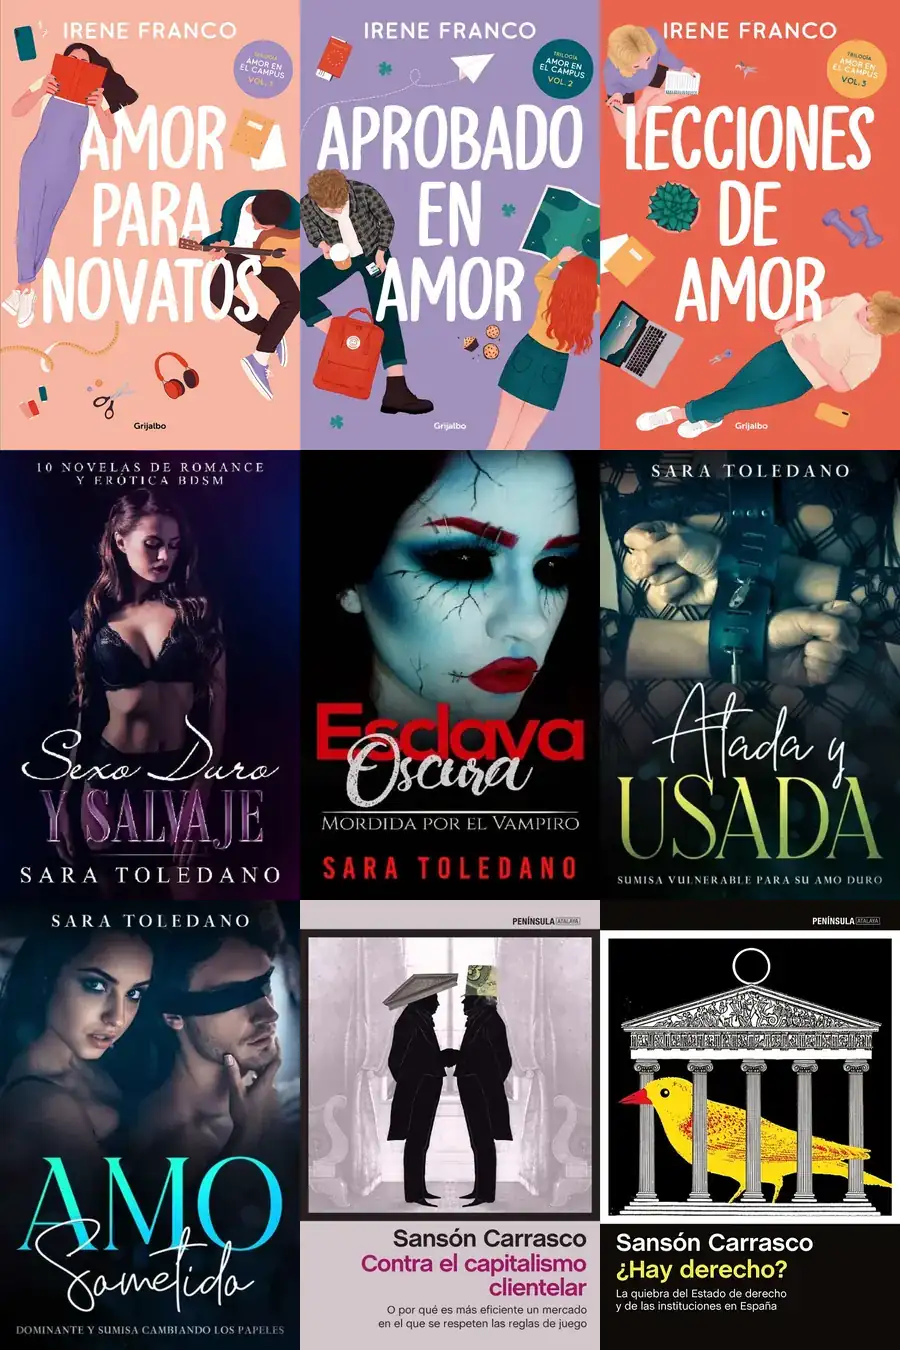 IRENE FRANCO
TRILOGÍA
AMOR EN
EL CAMPUS
VOL. 1
AMOR
PARA
NOVATOS
Grijalbo
IRENE FRANCO
TRILOGÍA
AMOR EN
EL CAMPUS
VOL. 2
APROBADO
EN
AMOR
Grijalbo
IRENE FRANCO
TRILOGÍA
AMOR EN
EL CAMPUS
VOL. 3
LECCIONES
DE
AMOR
Grijalbo
10 NOVELAS DE ROMANCE
Y ERÓTICA BDSM
Sexo Duro
Y SALVAJE
SARA TOLEDANO
Esclava
Oscura
MORDIDA POR EL VAMPIRO
SARA TOLEDANO
SARA TOLEDANO
Atada y
USADA
SUMISA VULNERABLE PARA SU AMO DURO
SARA TOLEDANO
AMO
Sometido
DOMINANTE Y SUMISA CAMBIANDO LOS PAPELES
PENÍNSULA ATALAYA
Sansón Carrasco
Contra el capitalismo
clientelar
O por qué es más eficiente un mercado
en el que se respeten las reglas de juego
PENÍNSULA ATALAYA
Sansón Carrasco
¿Hay derecho?
La quiebra del Estado de derecho
y de las instituciones en España